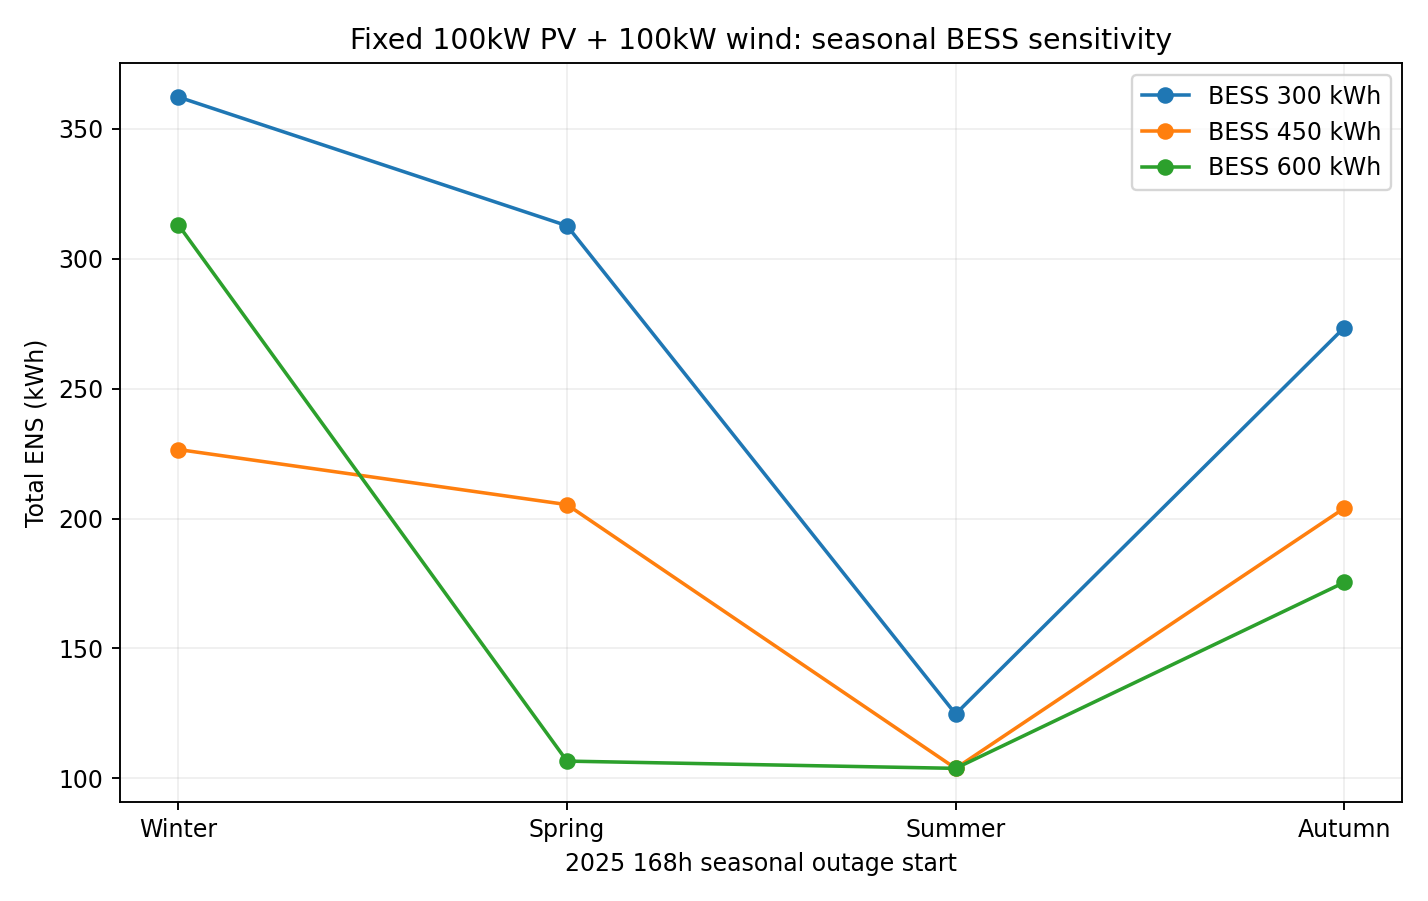 Fixed 100kW PV + 100kW wind: seasonal BESS sensitivity
BESS 300 kWh
BESS 450 kWh
BESS 600 kWh
Total ENS (kWh)
350
300
250
200
150
100
Winter
Spring
Summer
Autumn
2025 168h seasonal outage start